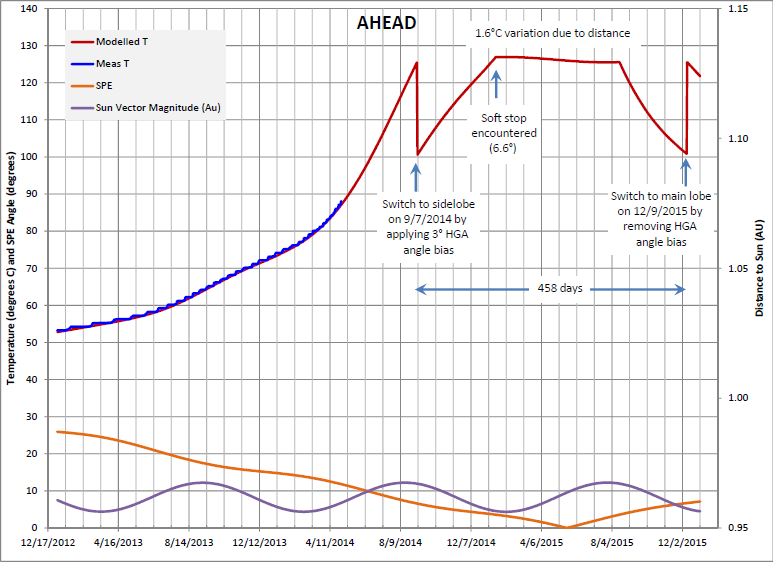 AHEAD
Modelled T
Meas T
SPE
Sun Vector Magnitude (Au)
1.6°C variation due to distance
Soft stop
encountered
(6.6°)
Switch to sidelobe
on 9/7/2014 by
applying 3° HGA
angle bias
Switch to main lobe
on 12/9/2015 by
removing HGA
angle bias
458 days
Temperature (degrees C) and SPE Angle (degrees)
140
130
120
110
100
90
80
70
60
50
40
30
20
10
0
Distance to Sun (AU)
1.15
1.10
1.05
1.00
0.95
12/17/2012
4/16/2013
8/14/2013
12/12/2013
4/11/2014
8/9/2014
12/7/2014
4/6/2015
8/4/2015
12/2/2015